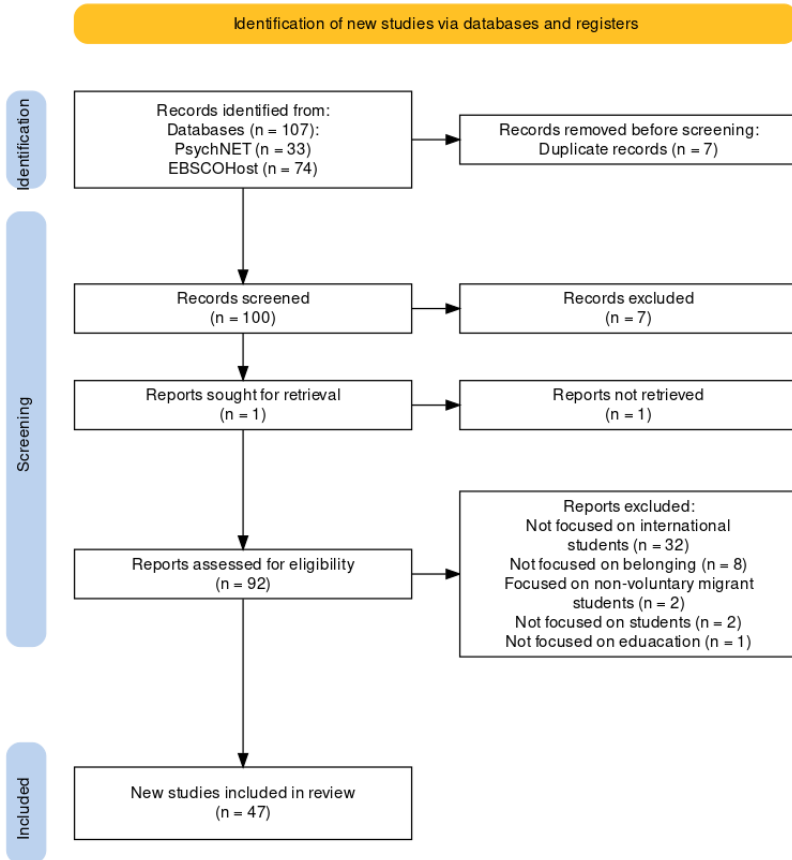 Identification of new studies via databases and registers
Identification
Records identified from:
Databases (n = 107):
PsychNET (n = 33)
EBSCOHost (n = 74)
Records removed before screening:
Duplicate records (n = 7)
Screening
Records screened
(n = 100)
Records excluded
(n = 7)
Reports sought for retrieval
(n = 1)
Reports not retrieved
(n = 1)
Reports assessed for eligibility
(n = 92)
Reports excluded:
Not focused on international
students (n = 32)
Not focused on belonging (n = 8)
Focused on non-voluntary migrant
students (n = 2)
Not focused on students (n = 2)
Not focused on eduacation (n = 1)
Included
New studies included in review
(n = 47)